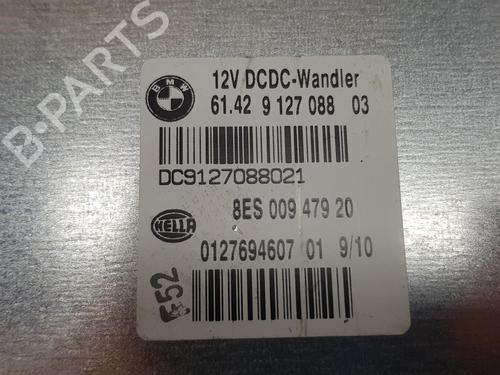 B-PARTS
BMW
12V DCDC-Wandler
61.42 9 127 088 03
DC9127088021
8ES 009 479 20
HELLA
0127694607 01 9/10
F52